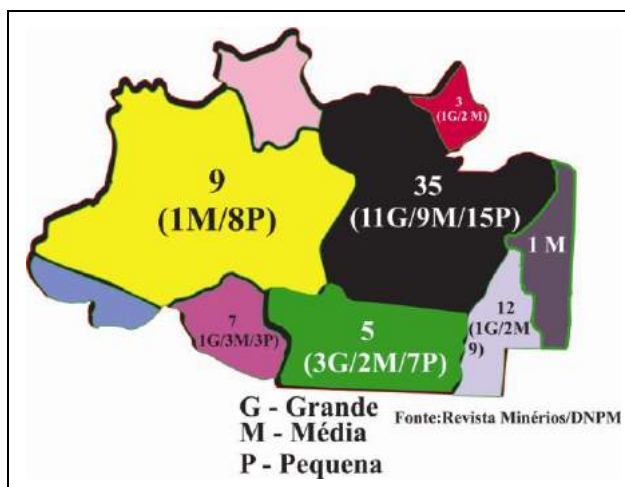 3
(1G/2 M)
9
(1M/8P)
35
(11G/9M/15P)
1 M
7
1G/3M/3P)
5
(3G/2M/7P)
12
(1G/2M
9)
G - Grande
M - Média
P - Pequena
Fonte:Revista Minérios/DNPM